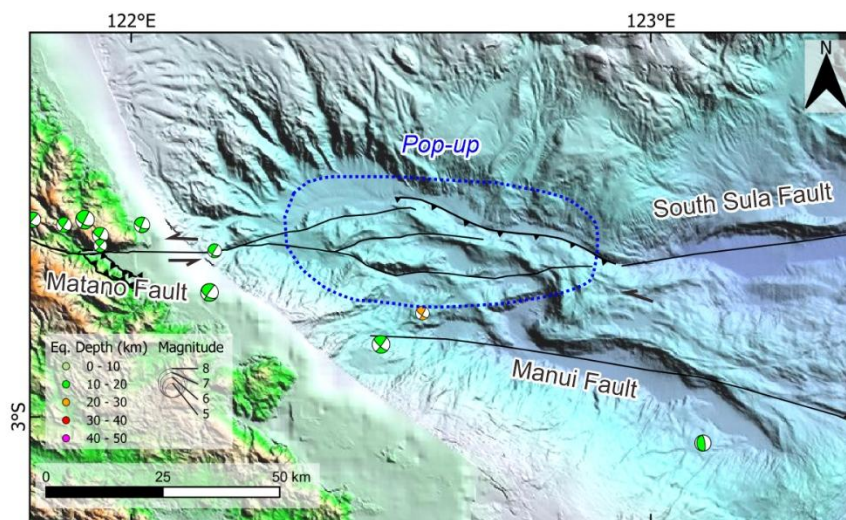 122°E
123°E
N
Pop-up
South Sula Fault
Matano Fault
Manui Fault
Eq. Depth (km) Magnitude
0 - 10
10 - 20
20 - 30
30 - 40
40 - 50
8
7
6
5
3°S
0 25 50 km